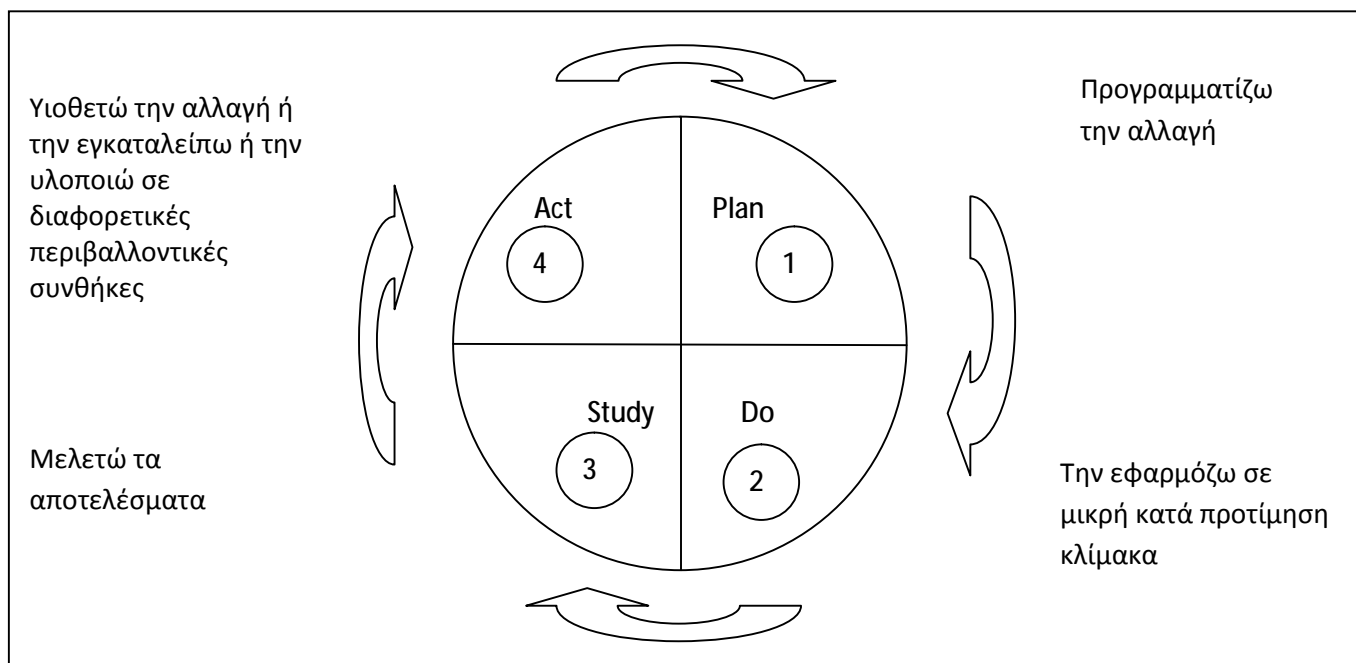 Υιοθετώ την αλλαγή ή
την εγκαταλείπω ή την
υλοποιώ σε
διαφορετικές
περιβαλλοντικές
συνθήκες
Προγραμματίζω
την αλλαγή
Act
4
Plan
1
Study
3
Do
2
Μελετώ τα
αποτελέσματα
Την εφαρμόζω σε
μικρή κατά προτίμηση
κλίμακα